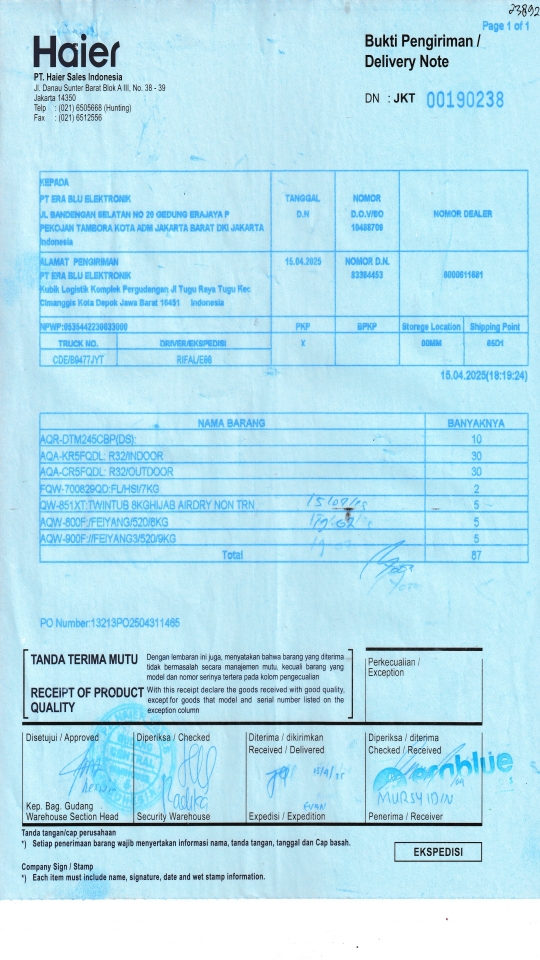 23892
Page 1 of 1
Haier
Bukti Pengiriman /
Delivery Note
PT. Haier Sales Indonesia
Jl. Danau Sunter Barat Blok A III, No. 38 - 39
Jakarta 14350
Telp : (021) 6505668 (Hunting)
Fax : (021) 6512556
DN : JKT 00190238
KEPADA
PT ERA BLU ELEKTRONIK
JL BANDENGAN SELATAN NO 20 GEDUNG ERAJAYA P
PEKOJAN TAMBORA KOTA ADM JAKARTA BARAT DKI JAKARTA
Indonesia
TANGGAL
D.N
NOMOR
D.O.V/BO
NOMOR DEALER
ALAMAT PENGIRIMAN
PT ERA BLU ELEKTRONIK
Kubik Logistik Komplek Pergudangan Jl Tugu Raya Tugu Kec
Cimanggis Kota Depok Jawa Barat 16451 Indonesia
15.04.2025
NOMOR D.N.
83394453
PKP
BPKP
Storege Location
Shipping Point
TRUCK NO.
DRIVER/EKSPEDISI
X
00MM
65D1
CDE/B9477JYT
RIFAL/E86
15.04.2025(18:19:24)
NAMA BARANG BANYAKNYA
AQR-DTM245CBP(DS): 10
AQA-KR5FQDL: R32/INDOOR 30
AQA-CR5FQDL: R32/OUTDOOR 30
FQW-700829QD:FL/HSI/7KG 2
QW-851XT:TWINTUB 8KGHIJAB AIRDRY NON TRN 5
AQW-800F:/FEIYANG/520/8KG 5
AQW-900F://FEIYANG3/520/9KG 5
Total 87
PO Number:13213PO2504311465
TANDA TERIMA MUTU
Dengan lembaran ini juga, menyatakan bahwa barang yang diterima
tidak bermasalah secara manajemen mutu, kecuali barang yang
model dan nomor serinya tertera pada kolom pengecualian
RECEIPT OF PRODUCT
QUALITY
With this receipt declare the goods received with good quality,
except for goods that model and serial number listed on the
exception column
Perkecualian /
Exception
Disetujui / Approved
Diperiksa / Checked
Diterima / dikirimkan
Received / Delivered
Diperiksa / diterima
Checked / Received
erablue
Radika
EVAN
MURSYIDIN
Kep. Bag. Gudang
Warehouse Section Head
Security Warehouse
Expedisi / Expedition
Penerima / Receiver
Tanda tangan/cap perusahaan
*) Setiap penerimaan barang wajib menyertakan informasi nama, tanda tangan, tanggal dan Cap basah.
EKSPEDISI
Company Sign / Stamp
*) Each item must include name, signature, date and wet stamp information.